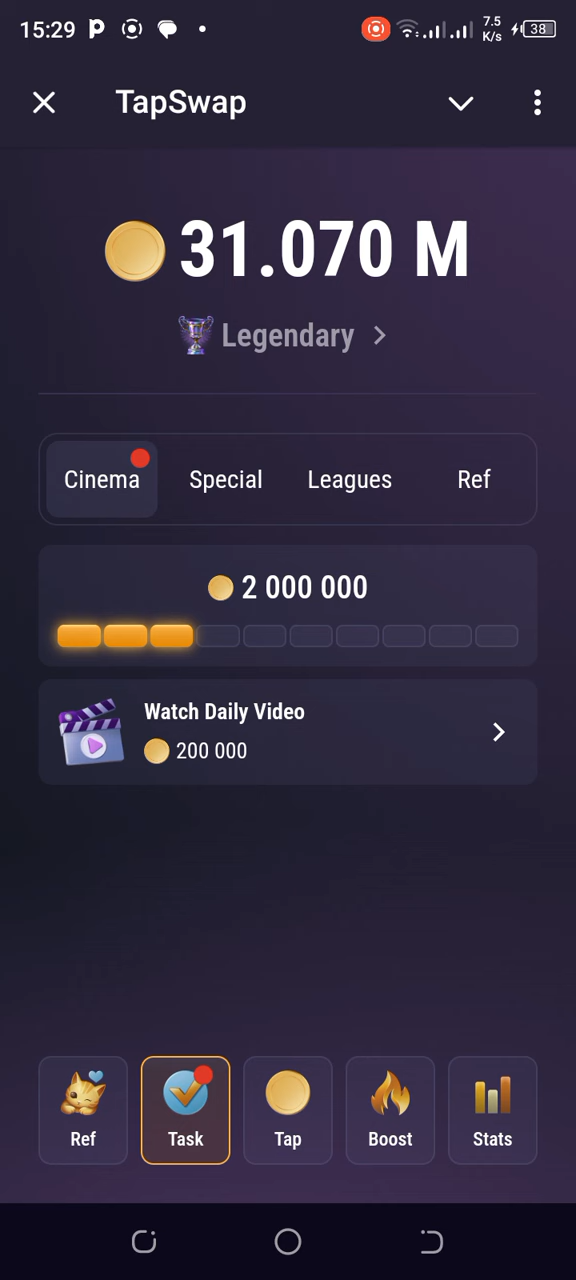 15:29
7.5 K/s
38
TapSwap
31.070 M
Legendary
Cinema Special Leagues Ref
2 000 000
Watch Daily Video
200 000
Ref Task Tap Boost Stats